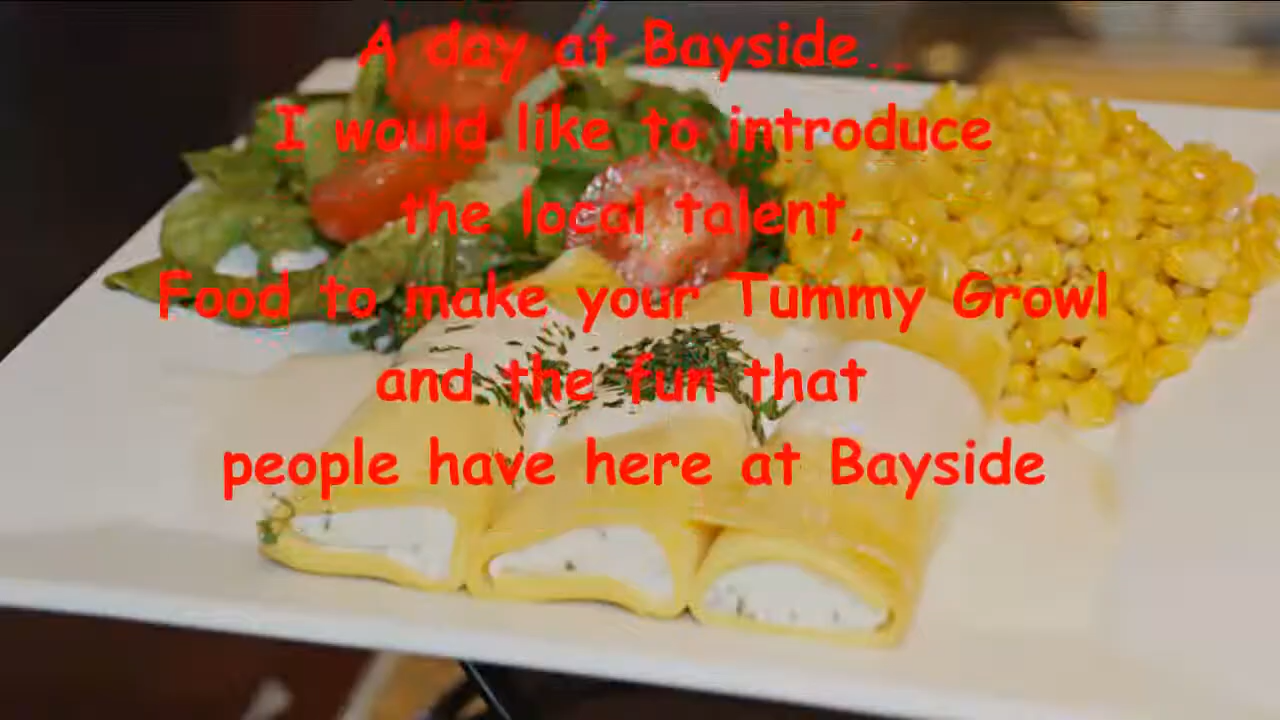 A day at Bayside...
I would like to introduce
the local talent,
Food to make your Tummy Growl
and the fun that
people have here at Bayside